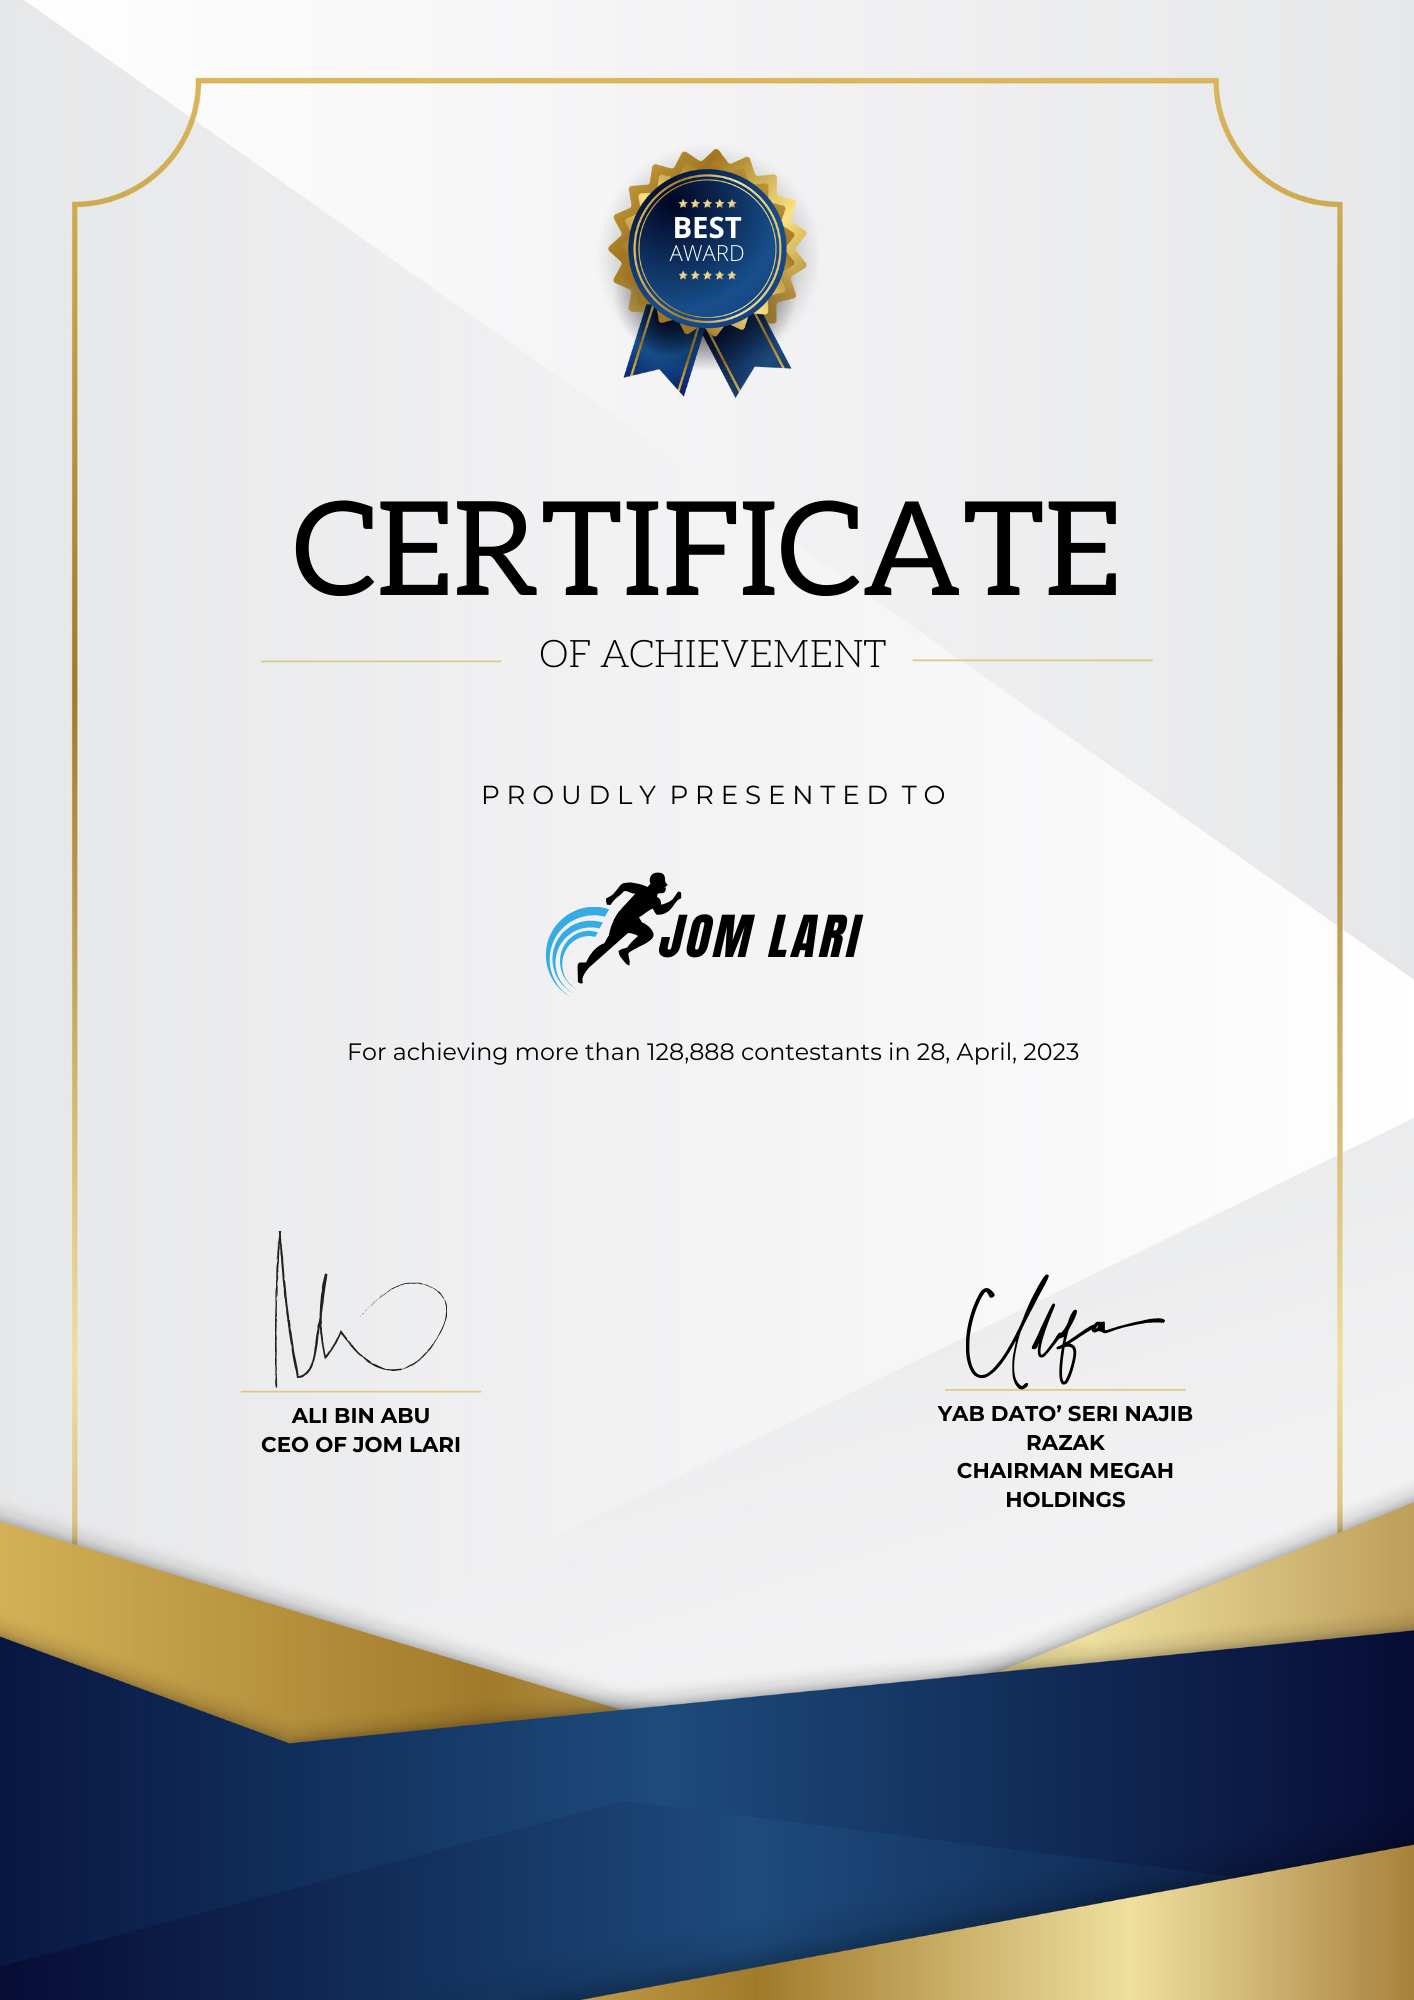 BEST
AWARD
CERTIFICATE
OF ACHIEVEMENT
PROUDLY PRESENTED TO
JOM LARI
For achieving more than 128,888 contestants in 28, April, 2023
ALI BIN ABU
CEO OF JOM LARI
YAB DATO’ SERI NAJIB
RAZAK
CHAIRMAN MEGAH
HOLDINGS